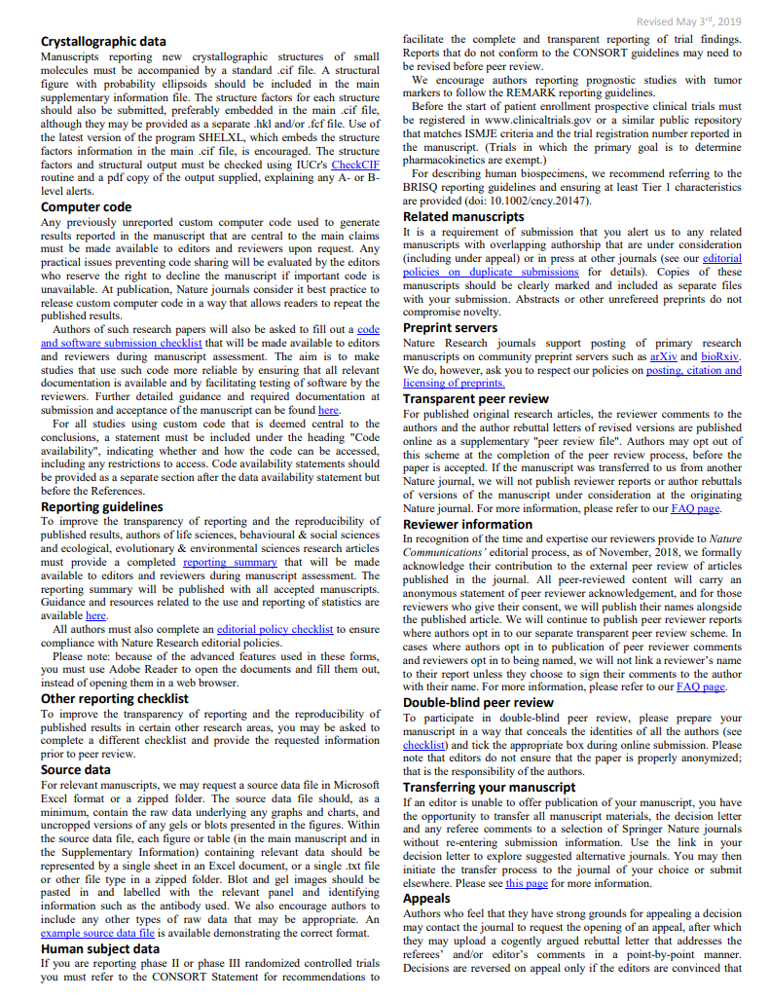 Revised May 3rd, 2019
Crystallographic data
Manuscripts reporting new crystallographic structures of small
molecules must be accompanied by a standard .cif file. A structural
figure with probability ellipsoids should be included in the main
supplementary information file. The structure factors for each structure
should also be submitted, preferably embedded in the main .cif file,
although they may be provided as a separate .hkl and/or .fcf file. Use of
the latest version of the program SHELXL, which embeds the structure
factors information in the main .cif file, is encouraged. The structure
factors and structural output must be checked using IUCr's CheckCIF
routine and a pdf copy of the output supplied, explaining any A- or B-
level alerts.
Computer code
Any previously unreported custom computer code used to generate
results reported in the manuscript that are central to the main claims
must be made available to editors and reviewers upon request. Any
practical issues preventing code sharing will be evaluated by the editors
who reserve the right to decline the manuscript if important code is
unavailable. At publication, Nature journals consider it best practice to
release custom computer code in a way that allows readers to repeat the
published results.
Authors of such research papers will also be asked to fill out a code
and software submission checklist that will be made available to editors
and reviewers during manuscript assessment. The aim is to make
studies that use such code more reliable by ensuring that all relevant
documentation is available and by facilitating testing of software by the
reviewers. Further detailed guidance and required documentation at
submission and acceptance of the manuscript can be found here.
For all studies using custom code that is deemed central to the
conclusions, a statement must be included under the heading "Code
availability", indicating whether and how the code can be accessed,
including any restrictions to access. Code availability statements should
be provided as a separate section after the data availability statement but
before the References.
Reporting guidelines
To improve the transparency of reporting and the reproducibility of
published results, authors of life sciences, behavioural & social sciences
and ecological, evolutionary & environmental sciences research articles
must provide a completed reporting summary that will be made
available to editors and reviewers during manuscript assessment. The
reporting summary will be published with all accepted manuscripts.
Guidance and resources related to the use and reporting of statistics are
available here.
All authors must also complete an editorial policy checklist to ensure
compliance with Nature Research editorial policies.
Please note: because of the advanced features used in these forms,
you must use Adobe Reader to open the documents and fill them out,
instead of opening them in a web browser.
Other reporting checklist
To improve the transparency of reporting and the reproducibility of
published results in certain other research areas, you may be asked to
complete a different checklist and provide the requested information
prior to peer review.
Source data
For relevant manuscripts, we may request a source data file in Microsoft
Excel format or a zipped folder. The source data file should, as a
minimum, contain the raw data underlying any graphs and charts, and
uncropped versions of any gels or blots presented in the figures. Within
the source data file, each figure or table (in the main manuscript and in
the Supplementary Information) containing relevant data should be
represented by a single sheet in an Excel document, or a single .txt file
or other file type in a zipped folder. Blot and gel images should be
pasted in and labelled with the relevant panel and identifying
information such as the antibody used. We also encourage authors to
include any other types of raw data that may be appropriate. An
example source data file is available demonstrating the correct format.
Human subject data
If you are reporting phase II or phase III randomized controlled trials
you must refer to the CONSORT Statement for recommendations to
facilitate the complete and transparent reporting of trial findings.
Reports that do not conform to the CONSORT guidelines may need to
be revised before peer review.
We encourage authors reporting prognostic studies with tumor
markers to follow the REMARK reporting guidelines.
Before the start of patient enrollment prospective clinical trials must
be registered in www.clinicaltrials.gov or a similar public repository
that matches ISMJE criteria and the trial registration number reported in
the manuscript. (Trials in which the primary goal is to determine
pharmacokinetics are exempt.)
For describing human biospecimens, we recommend referring to the
BRISQ reporting guidelines and ensuring at least Tier 1 characteristics
are provided (doi: 10.1002/cncy.20147).
Related manuscripts
It is a requirement of submission that you alert us to any related
manuscripts with overlapping authorship that are under consideration
(including under appeal) or in press at other journals (see our editorial
policies on duplicate submissions for details). Copies of these
manuscripts should be clearly marked and included as separate files
with your submission. Abstracts or other unrefereed preprints do not
compromise novelty.
Preprint servers
Nature Research journals support posting of primary research
manuscripts on community preprint servers such as arXiv and bioRxiv.
We do, however, ask you to respect our policies on posting, citation and
licensing of preprints.
Transparent peer review
For published original research articles, the reviewer comments to the
authors and the author rebuttal letters of revised versions are published
online as a supplementary "peer review file". Authors may opt out of
this scheme at the completion of the peer review process, before the
paper is accepted. If the manuscript was transferred to us from another
Nature journal, we will not publish reviewer reports or author rebuttals
of versions of the manuscript under consideration at the originating
Nature journal. For more information, please refer to our FAQ page.
Reviewer information
In recognition of the time and expertise our reviewers provide to Nature
Communications' editorial process, as of November, 2018, we formally
acknowledge their contribution to the external peer review of articles
published in the journal. All peer-reviewed content will carry an
anonymous statement of peer reviewer acknowledgement, and for those
reviewers who give their consent, we will publish their names alongside
the published article. We will continue to publish peer reviewer reports
where authors opt in to our separate transparent peer review scheme. In
cases where authors opt in to publication of peer reviewer comments
and reviewers opt in to being named, we will not link a reviewer's name
to their report unless they choose to sign their comments to the author
with their name. For more information, please refer to our FAQ page.
Double-blind peer review
To participate in double-blind peer review, please prepare your
manuscript in a way that conceals the identities of all the authors (see
checklist) and tick the appropriate box during online submission. Please
note that editors do not ensure that the paper is properly anonymized;
that is the responsibility of the authors.
Transferring your manuscript
If an editor is unable to offer publication of your manuscript, you have
the opportunity to transfer all manuscript materials, the decision letter
and any referee comments to a selection of Springer Nature journals
without re-entering submission information. Use the link in your
decision letter to explore suggested alternative journals. You may then
initiate the transfer process to the journal of your choice or submit
elsewhere. Please see this page for more information.
Appeals
Authors who feel that they have strong grounds for appealing a decision
may contact the journal to request the opening of an appeal, after which
they may upload a cogently argued rebuttal letter that addresses the
referees' and/or editor's comments in a point-by-point manner.
Decisions are reversed on appeal only if the editors are convinced that